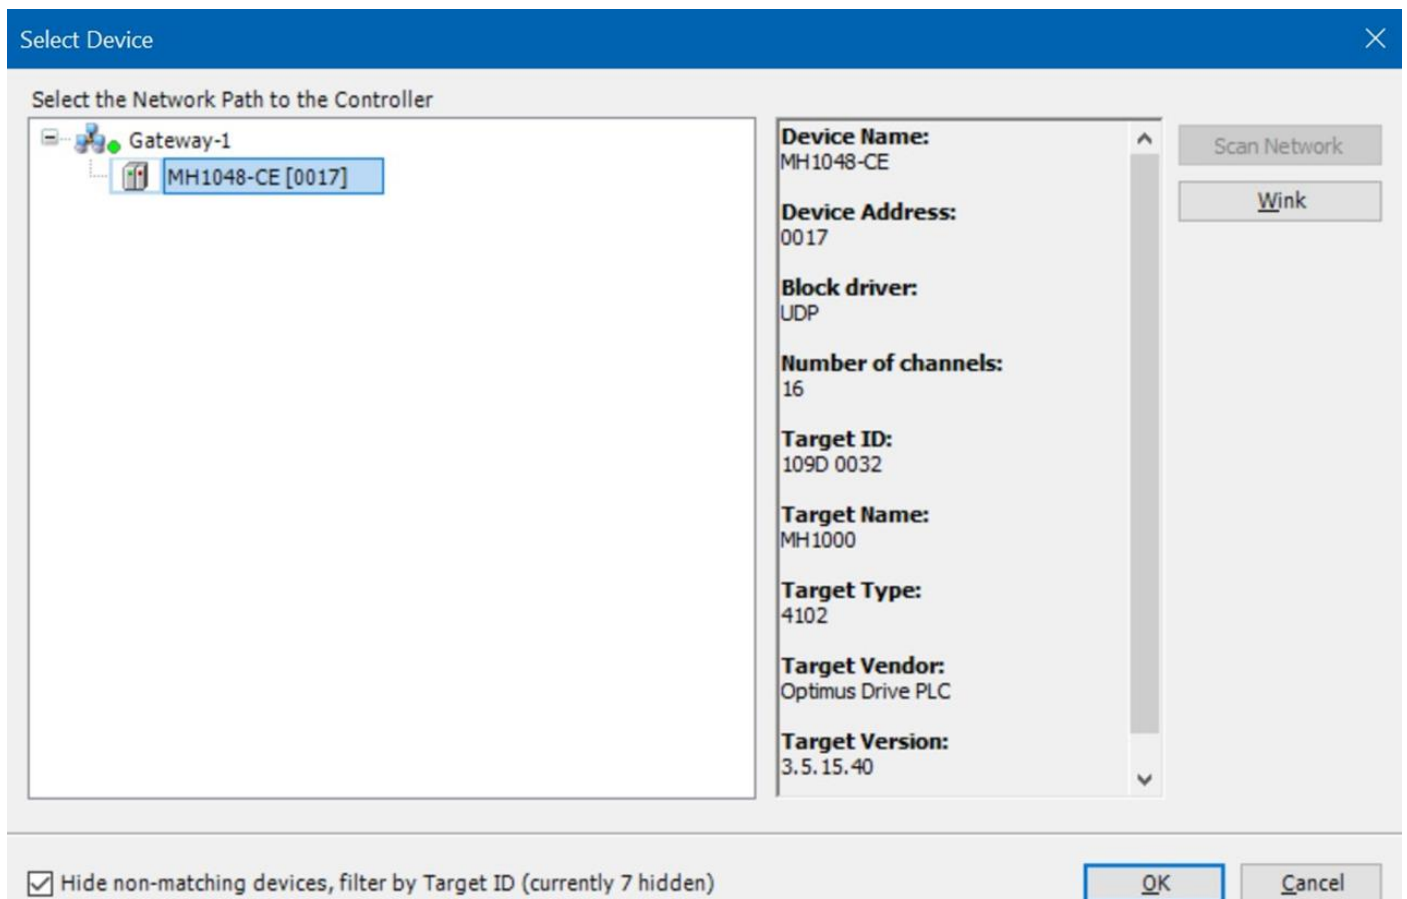 Select Device
Select the Network Path to the Controller
Gateway-1
MH1048-CE [0017]
Device Name:
MH1048-CE
Device Address:
0017
Block driver:
UDP
Number of channels:
16
Target ID:
109D 0032
Target Name:
MH1000
Target Type:
4102
Target Vendor:
Optimus Drive PLC
Target Version:
3.5.15.40
Scan Network
Wink
Hide non-matching devices, filter by Target ID (currently 7 hidden)
OK
Cancel